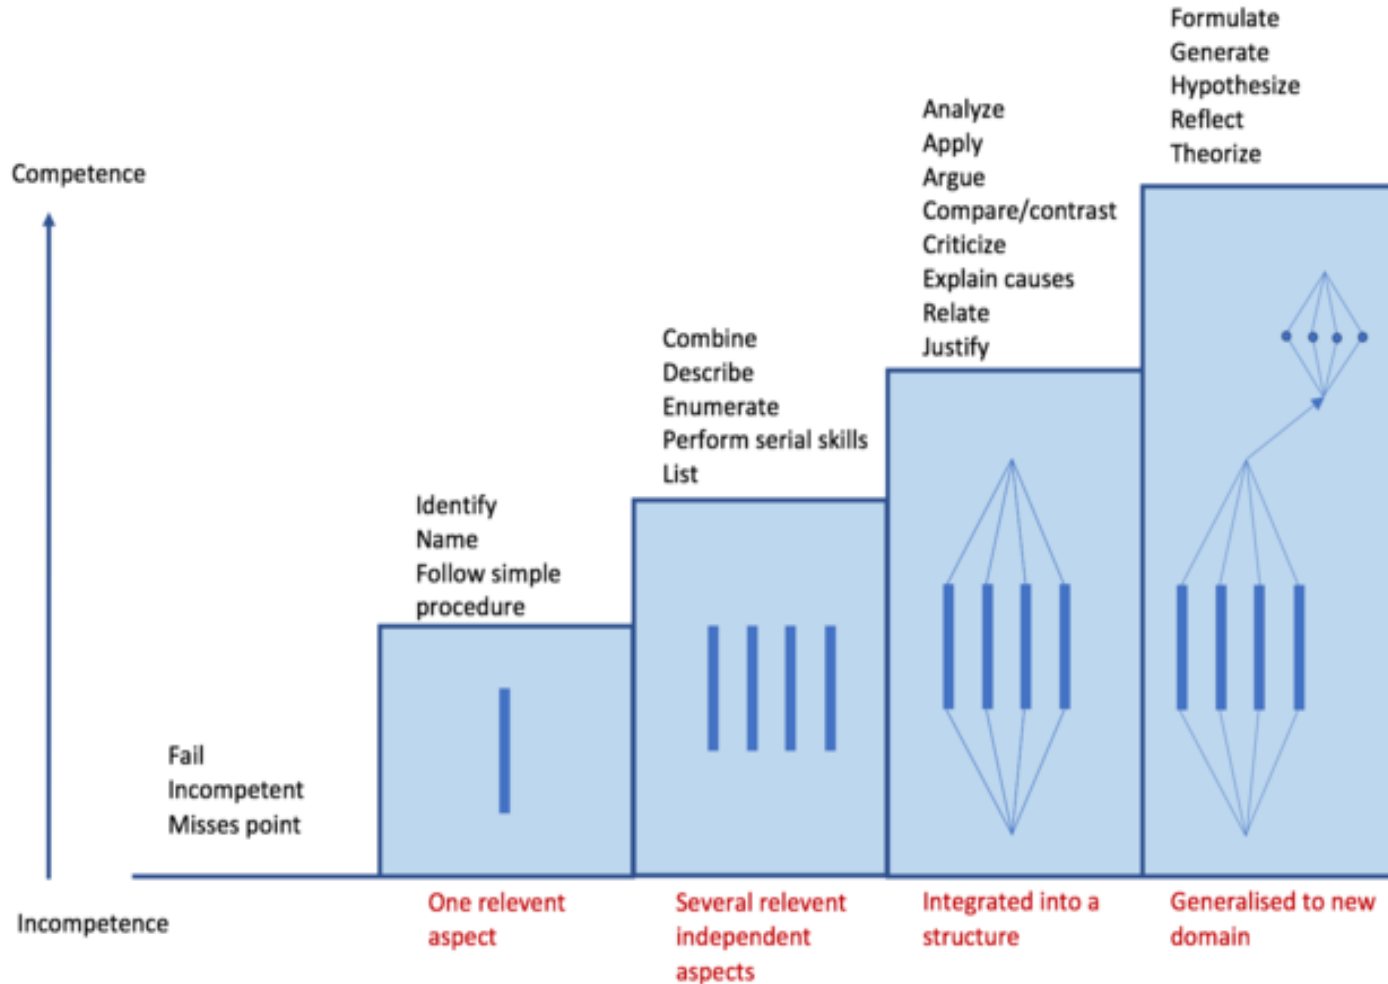 Competence
Incompetence
Fail
Incompetent
Misses point
Identify
Name
Follow simple
procedure
One relevent
aspect
Combine
Describe
Enumerate
Perform serial skills
List
Several relevent
independent
aspects
Analyze
Apply
Argue
Compare/contrast
Criticize
Explain causes
Relate
Justify
Integrated into a
structure
Formulate
Generate
Hypothesize
Reflect
Theorize
Generalised to new
domain